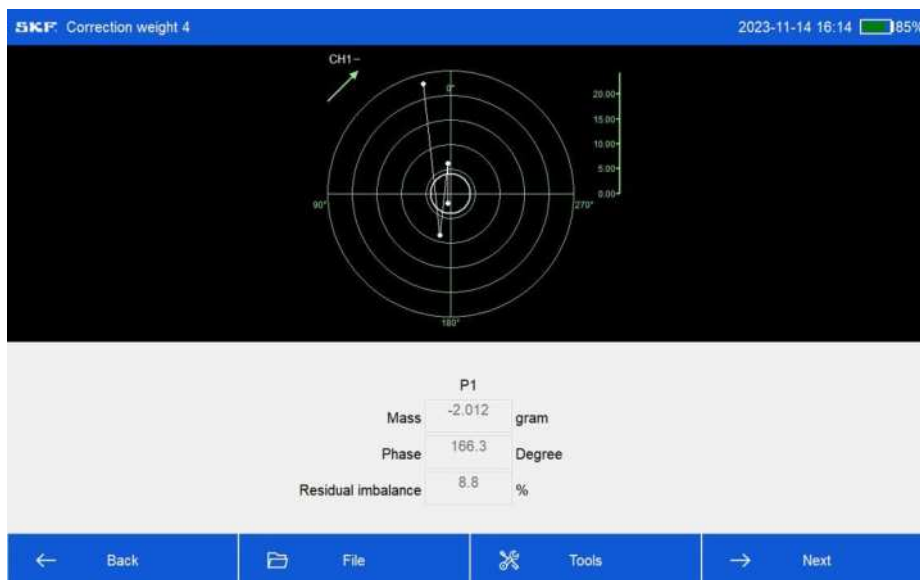 SKF Correction weight 4 2023-11-14 16:14 85%
CH1-
0°
20.00
15.00
10.00
5.00
90° 0.00 270°
180°
P1
Mass -2.012 gram
Phase 166.3 Degree
Residual imbalance 8.8 %
Back File Tools Next